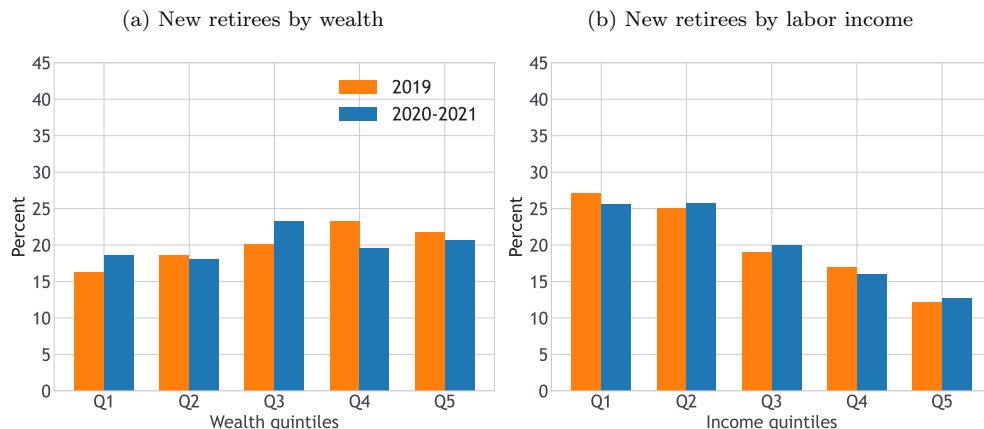 (a) New retirees by wealth
45
40
35
30
25
20
15
10
5
0
Percent
2019
2020-2021
Q1 Q2 Q3 Q4 Q5
Wealth quintiles
(b) New retirees by labor income
45
40
35
30
25
20
15
10
5
0
Percent
Q1 Q2 Q3 Q4 Q5
Income quintiles